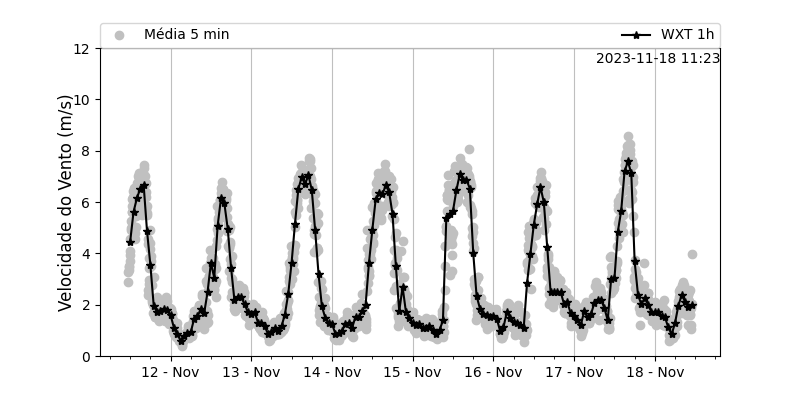 Média 5 min
WXT 1h
2023-11-18 11:23
Velocidade do Vento (m/s)
12
10
8
6
4
2
0
12 - Nov
13 - Nov
14 - Nov
15 - Nov
16 - Nov
17 - Nov
18 - Nov